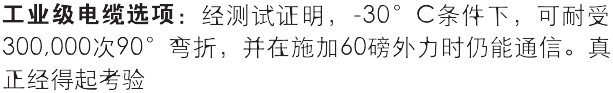 工业级电缆选项：经测试证明，-30°C条件下，可耐受
300,000次90°弯折，并在施加60磅外力时仍能通信。真
正经得起考验